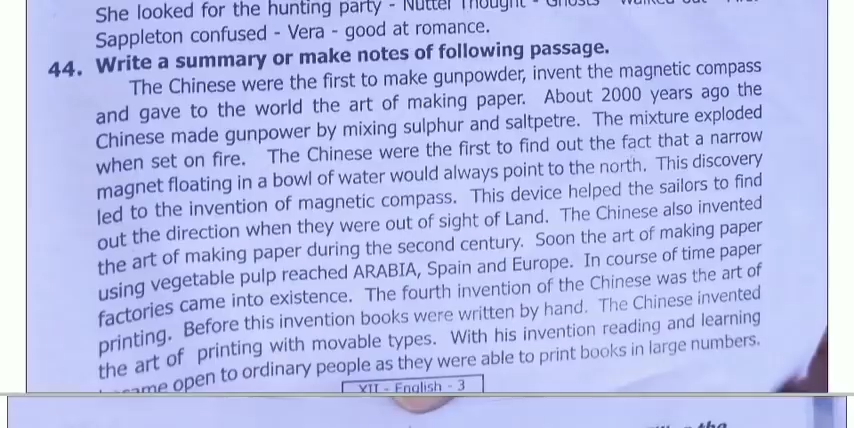 She looked for the hunting party - Nuttel Thought - Ghosts
Sappleton confused - Vera - good at romance.
44. Write a summary or make notes of following passage.
The Chinese were the first to make gunpowder, invent the magnetic compass
and gave to the world the art of making paper. About 2000 years ago the
Chinese made gunpower by mixing sulphur and saltpetre. The mixture exploded
when set on fire. The Chinese were the first to find out the fact that a narrow
magnet floating in a bowl of water would always point to the north. This discovery
led to the invention of magnetic compass. This device helped the sailors to find
out the direction when they were out of sight of Land. The Chinese also invented
the art of making paper during the second century. Soon the art of making paper
using vegetable pulp reached ARABIA, Spain and Europe. In course of time paper
factories came into existence. The fourth invention of the Chinese was the art of
printing. Before this invention books were written by hand. The Chinese invented
the art of printing with movable types. With his invention reading and learning
open to ordinary people as they were able to print books in large numbers.
XII - English - 3
the